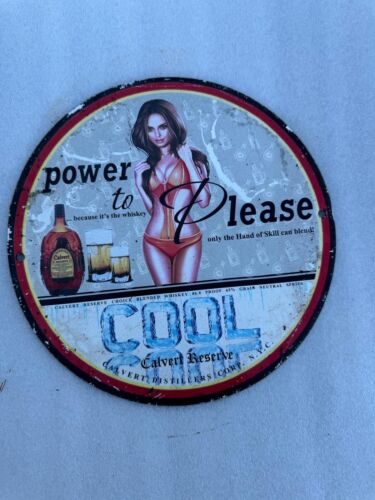 power
to
Please
... because it's the whiskey
only the Hand of Skill can blend!
Calvert
RESERVE
CALVERT RESERVE CHOICE BLENDED WHISKEY 86.8 PROOF 65% GRAIN NEUTRAL SPIRITS
COOL
Calvert Reserve
CALVERT DISTILLERS CORP. N.Y.C.